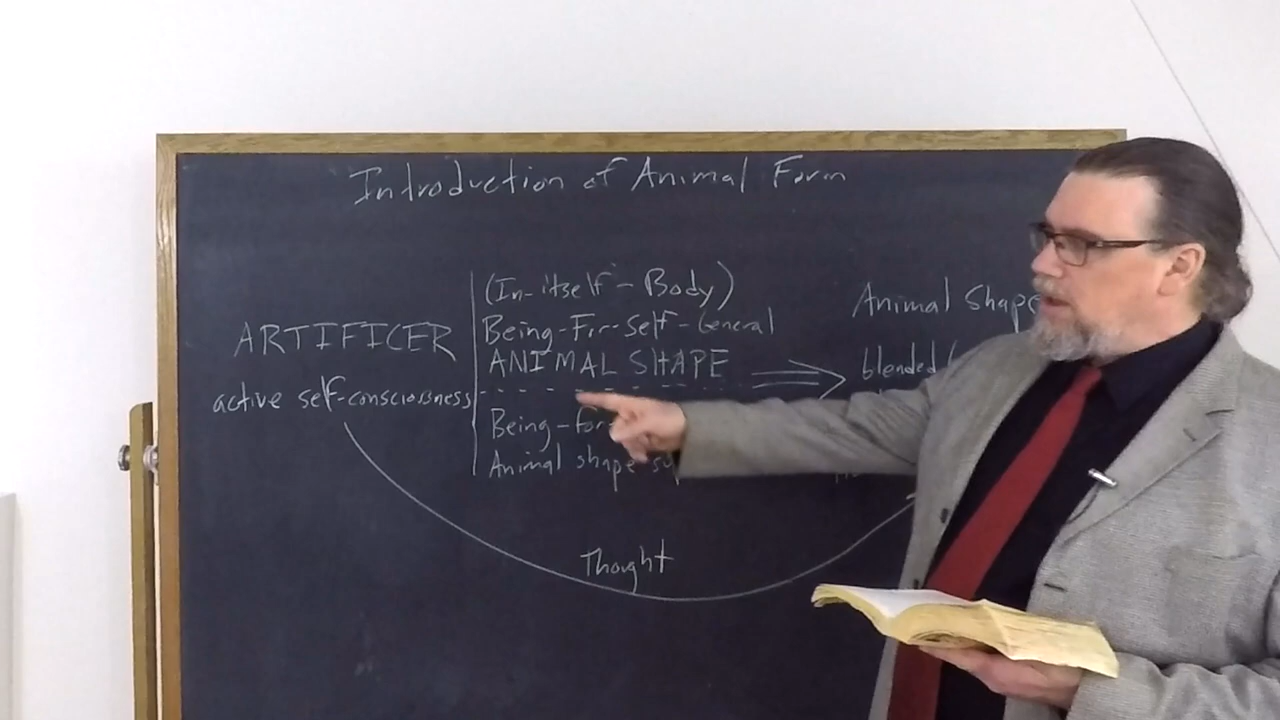 Introduction of Animal Form
(In-itself - Body)
Being-For-Self - General
ARTIFICER
ANIMAL SHAPE
active self-consciousness
Being-for-
Animal shape
Animal Shape
blended
Thought